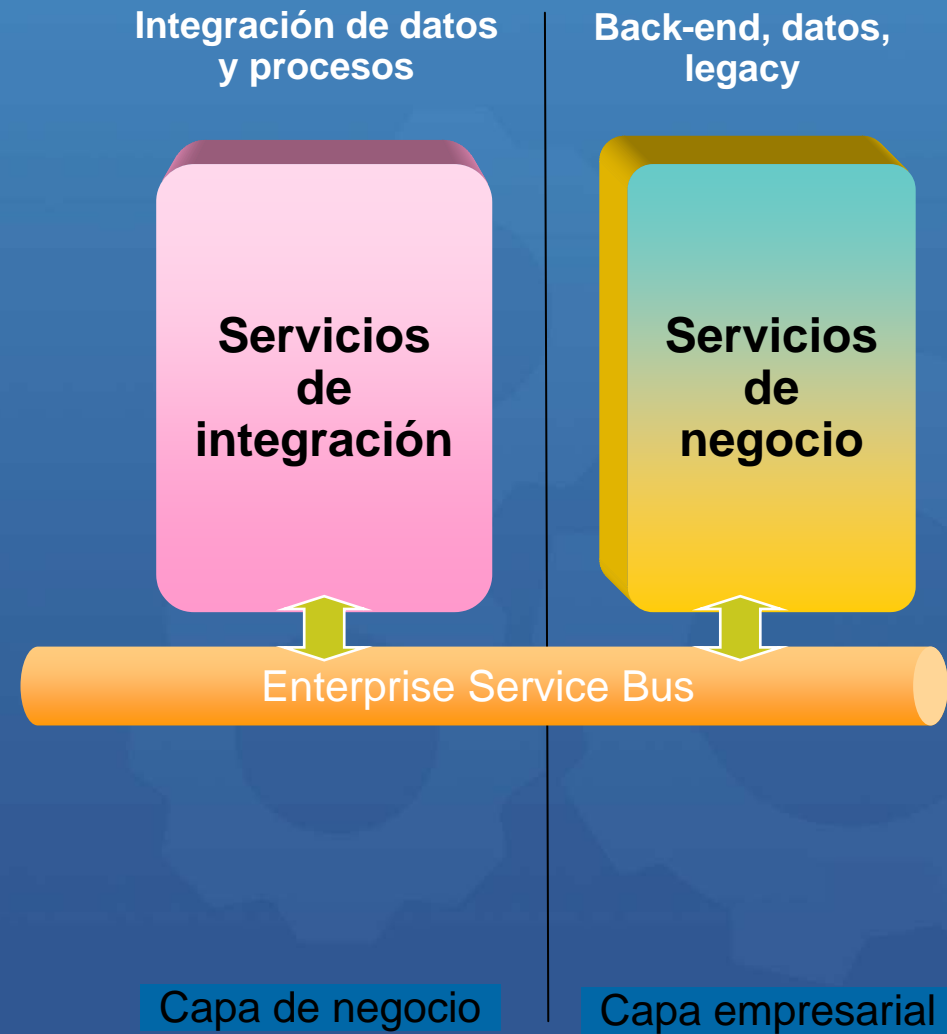 Integración de datos
y procesos
Back-end, datos,
legacy
Servicios
de
integración
Servicios
de
negocio
Enterprise Service Bus
Capa de negocio
Capa empresarial